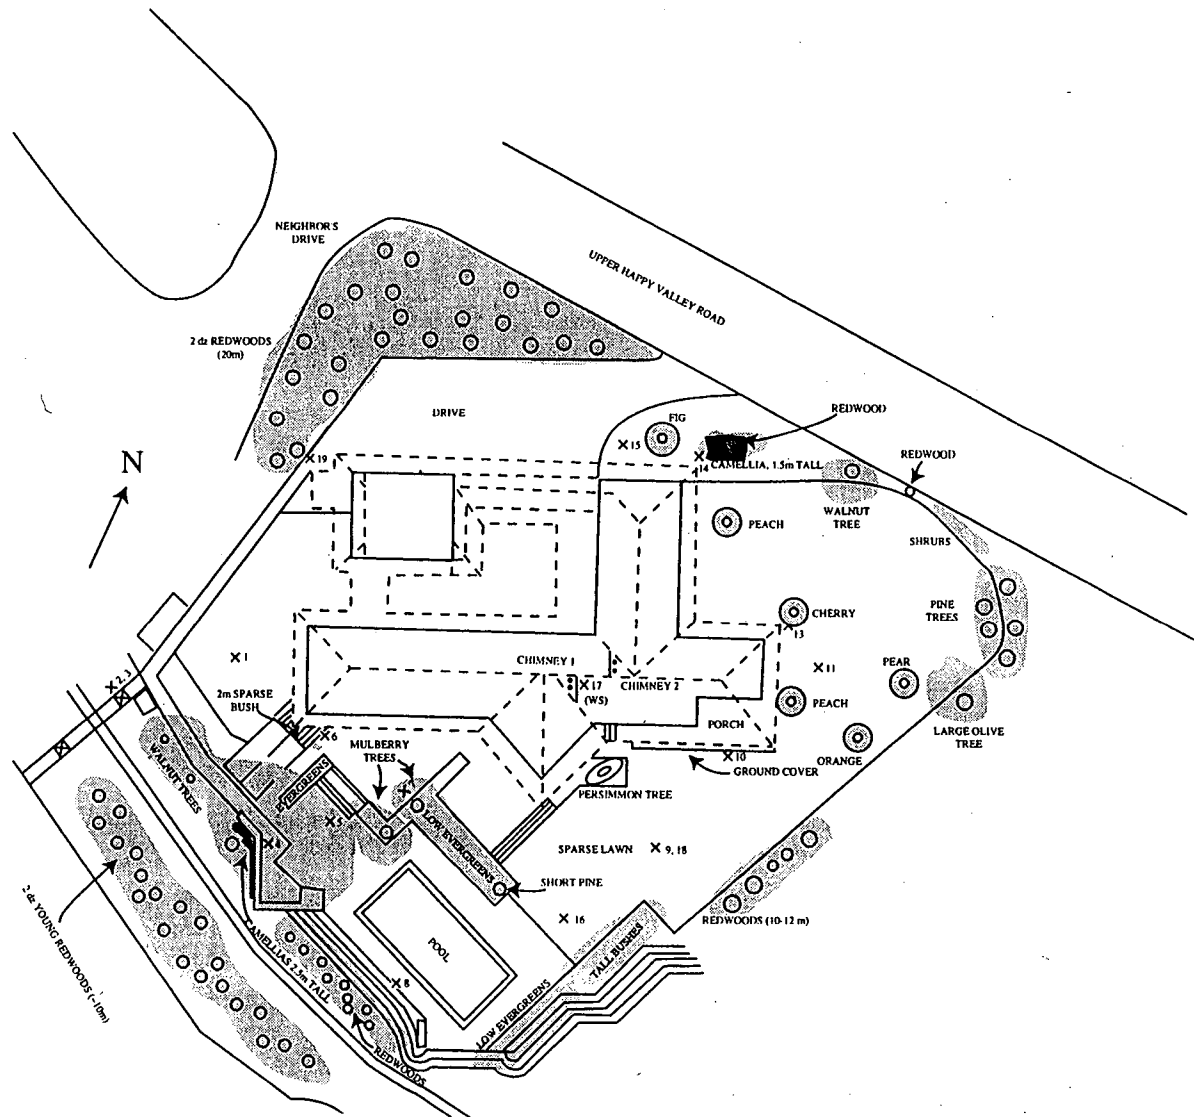 NEIGHBOR'S
DRIVE
UPPER HAPPY VALLEY ROAD
2 dz REDWOODS
(20m)
DRIVE
FIG
REDWOOD
15
14
CAMELLIA, 1.5m TALL
REDWOOD
19
N
WALNUT
TREE
PEACH
SHRUBS
PINE
TREES
CHERRY
13
1
2,3
CHIMNEY 1
CHIMNEY 2
11
PEAR
17
(WS)
2m SPARSE
BUSH
PORCH
PEACH
LARGE OLIVE
TREE
6
MULBERRY
TREES
ORANGE
10
GROUND COVER
WALNUT TREES
EVERGREENS
7
PERSIMMON TREE
5
LOW EVERGREENS
4
SPARSE LAWN
9, 18
SHORT PINE
2 dz YOUNG REDWOODS (~10m)
REDWOODS (10-12 m)
16
CAMELLIAS 2.5m TALL
POOL
TALL BUSHES
8
LOW EVERGREENS
REDWOODS